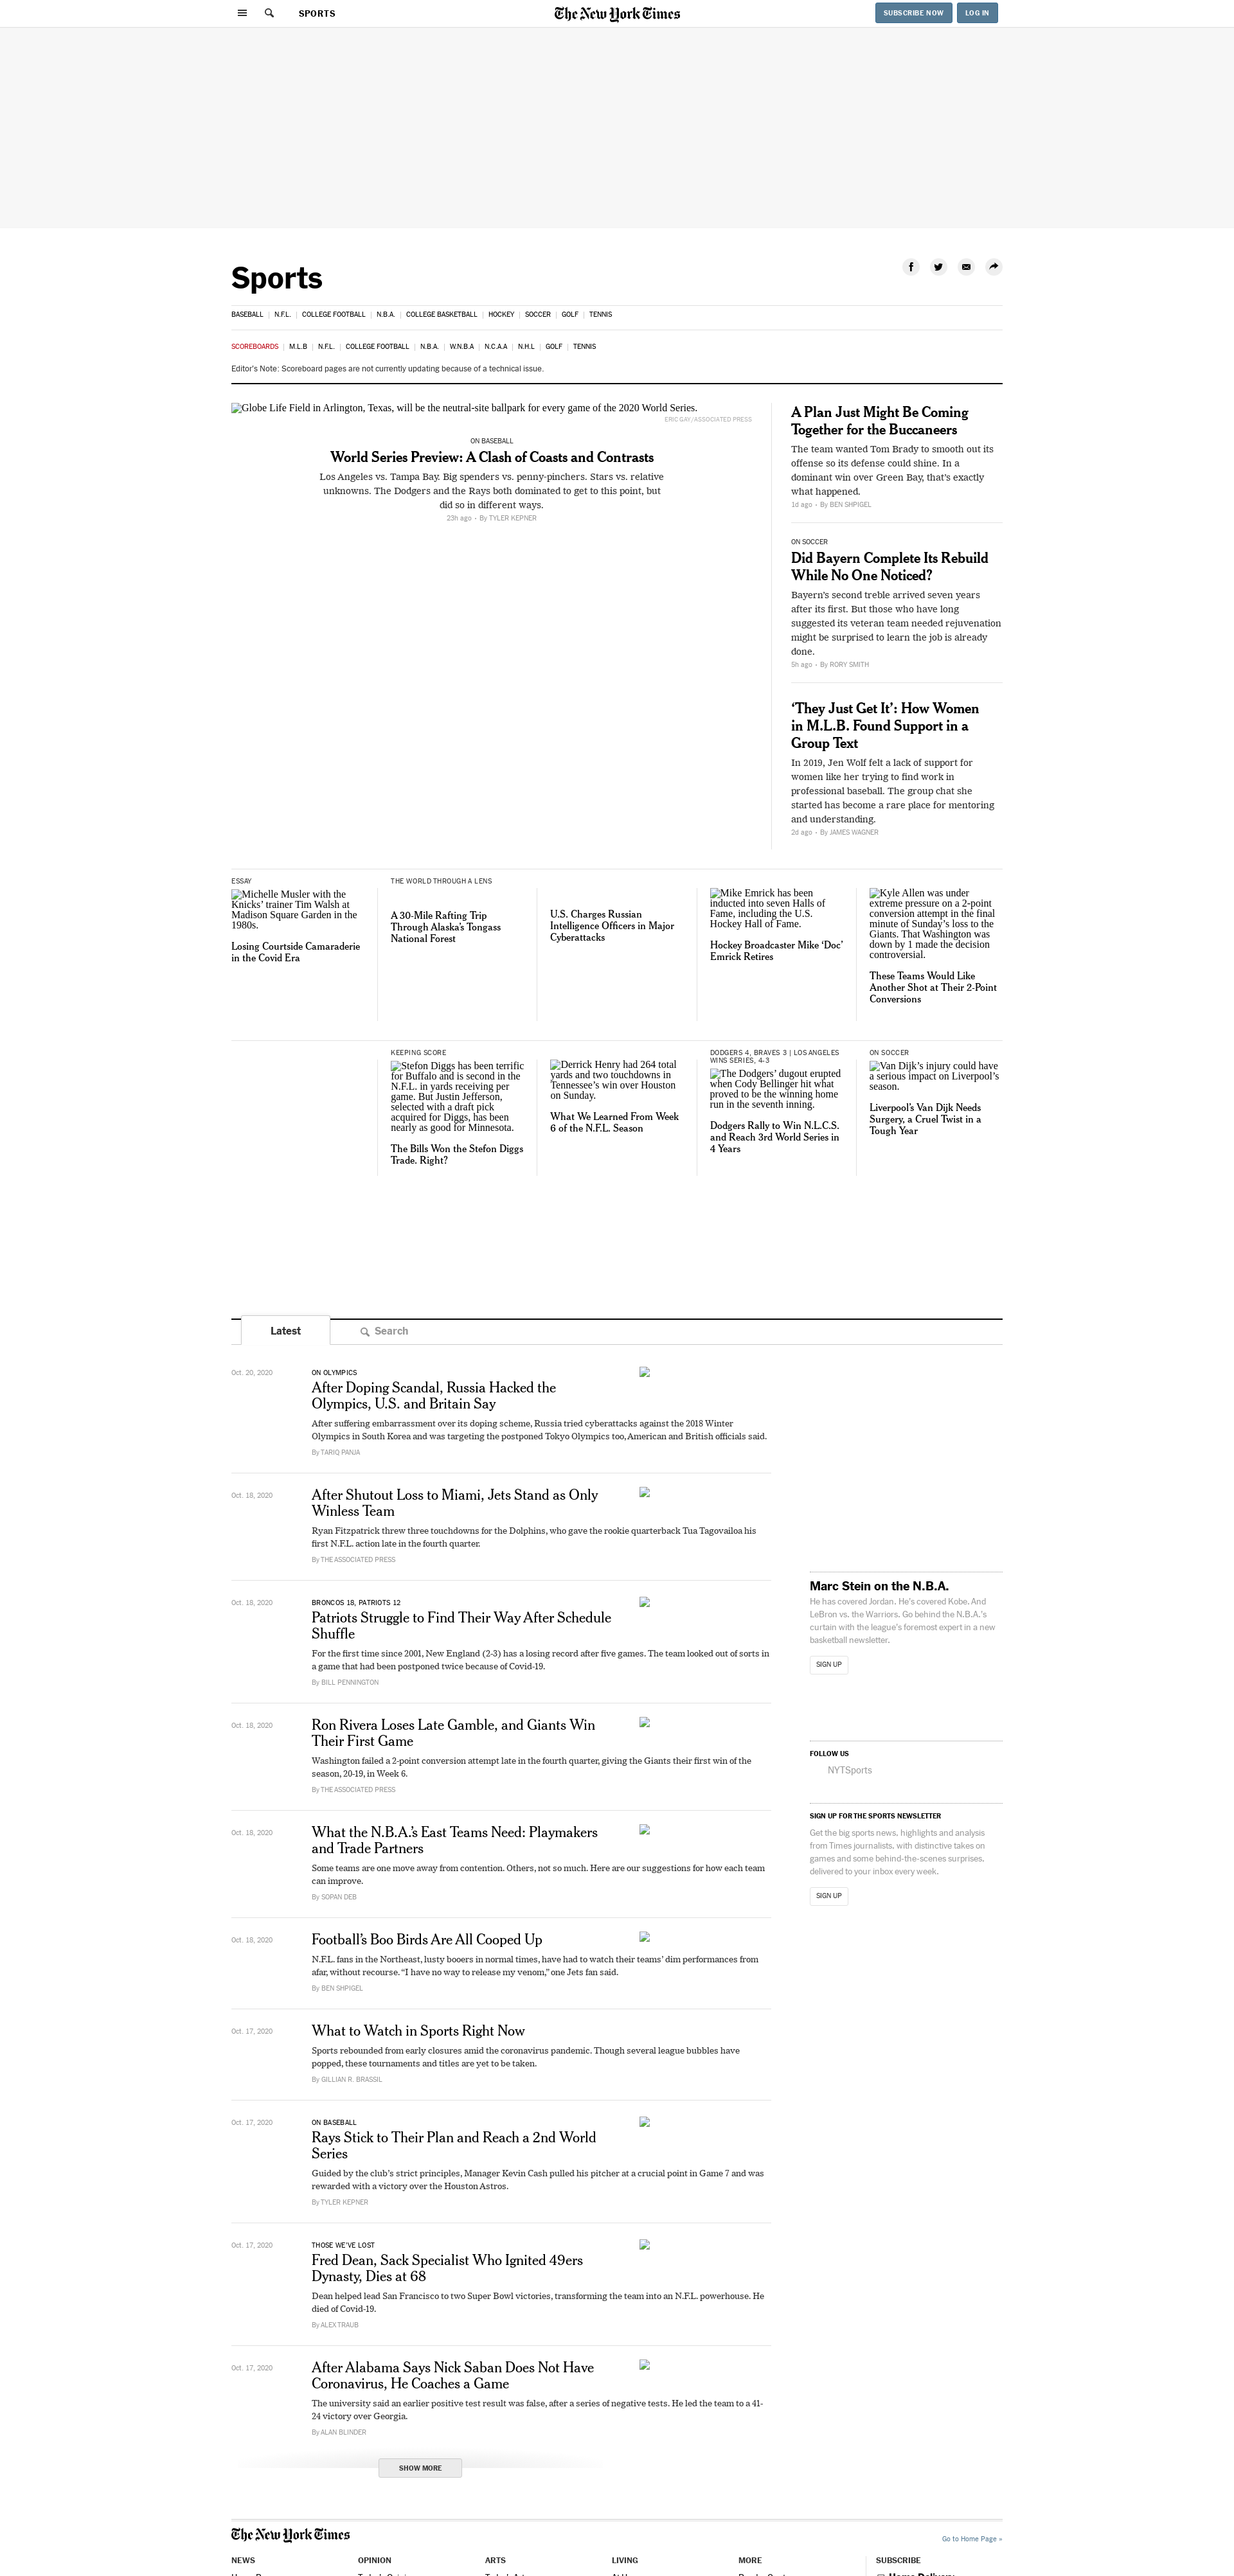 SPORTS
The New York Times
SUBSCRIBE NOW
LOG IN
Sports
BASEBALL | N.F.L. | COLLEGE FOOTBALL | N.B.A. | COLLEGE BASKETBALL | HOCKEY | SOCCER | GOLF | TENNIS
SCOREBOARDS | M.L.B | N.F.L. | COLLEGE FOOTBALL | N.B.A. | W.N.B.A | N.C.A.A | N.H.L | GOLF | TENNIS
Editor's Note: Scoreboard pages are not currently updating because of a technical issue.
Globe Life Field in Arlington, Texas, will be the neutral-site ballpark for every game of the 2020 World Series.
ERIC GAY/ASSOCIATED PRESS
ON BASEBALL
World Series Preview: A Clash of Coasts and Contrasts
Los Angeles vs. Tampa Bay. Big spenders vs. penny-pinchers. Stars vs. relative
unknowns. The Dodgers and the Rays both dominated to get to this point, but
did so in different ways.
23h ago • By TYLER KEPNER
A Plan Just Might Be Coming
Together for the Buccaneers
The team wanted Tom Brady to smooth out its
offense so its defense could shine. In a
dominant win over Green Bay, that's exactly
what happened.
1d ago • By BEN SHPIGEL
ON SOCCER
Did Bayern Complete Its Rebuild
While No One Noticed?
Bayern's second treble arrived seven years
after its first. But those who have long
suggested its veteran team needed rejuvenation
might be surprised to learn the job is already
done.
5h ago • By RORY SMITH
‘They Just Get It’: How Women
in M.L.B. Found Support in a
Group Text
In 2019, Jen Wolf felt a lack of support for
women like her trying to find work in
professional baseball. The group chat she
started has become a rare place for mentoring
and understanding.
2d ago • By JAMES WAGNER
ESSAY
Michelle Musler with the
Knicks’ trainer Tim Walsh at
Madison Square Garden in the
1980s.
Losing Courtside Camaraderie
in the Covid Era
THE WORLD THROUGH A LENS
A 30-Mile Rafting Trip
Through Alaska’s Tongass
National Forest
U.S. Charges Russian
Intelligence Officers in Major
Cyberattacks
Mike Emrick has been
inducted into seven Halls of
Fame, including the U.S.
Hockey Hall of Fame.
Hockey Broadcaster Mike ‘Doc’
Emrick Retires
Kyle Allen was under
extreme pressure on a 2-point
conversion attempt in the final
minute of Sunday’s loss to the
Giants. That Washington was
down by 1 made the decision
controversial.
These Teams Would Like
Another Shot at Their 2-Point
Conversions
KEEPING SCORE
Stefon Diggs has been terrific
for Buffalo and is second in the
N.F.L. in yards receiving per
game. But Justin Jefferson,
selected with a draft pick
acquired for Diggs, has been
nearly as good for Minnesota.
The Bills Won the Stefon Diggs
Trade. Right?
Derrick Henry had 264 total
yards and two touchdowns in
Tennessee’s win over Houston
on Sunday.
What We Learned From Week
6 of the N.F.L. Season
DODGERS 4, BRAVES 3 | LOS ANGELES
WINS SERIES, 4-3
The Dodgers’ dugout erupted
when Cody Bellinger hit what
proved to be the winning home
run in the seventh inning.
Dodgers Rally to Win N.L.C.S.
and Reach 3rd World Series in
4 Years
ON SOCCER
Van Dijk’s injury could have
a serious impact on Liverpool’s
season.
Liverpool’s Van Dijk Needs
Surgery, a Cruel Twist in a
Tough Year
Latest
Search
Oct. 20, 2020
ON OLYMPICS
After Doping Scandal, Russia Hacked the
Olympics, U.S. and Britain Say
After suffering embarrassment over its doping scheme, Russia tried cyberattacks against the 2018 Winter
Olympics in South Korea and was targeting the postponed Tokyo Olympics too, American and British officials said.
By TARIQ PANJA
Oct. 18, 2020
After Shutout Loss to Miami, Jets Stand as Only
Winless Team
Ryan Fitzpatrick threw three touchdowns for the Dolphins, who gave the rookie quarterback Tua Tagovailoa his
first N.F.L. action late in the fourth quarter.
By THE ASSOCIATED PRESS
Oct. 18, 2020
BRONCOS 18, PATRIOTS 12
Patriots Struggle to Find Their Way After Schedule
Shuffle
For the first time since 2001, New England (2-3) has a losing record after five games. The team looked out of sorts in
a game that had been postponed twice because of Covid-19.
By BILL PENNINGTON
Oct. 18, 2020
Ron Rivera Loses Late Gamble, and Giants Win
Their First Game
Washington failed a 2-point conversion attempt late in the fourth quarter, giving the Giants their first win of the
season, 20-19, in Week 6.
By THE ASSOCIATED PRESS
Oct. 18, 2020
What the N.B.A.’s East Teams Need: Playmakers
and Trade Partners
Some teams are one move away from contention. Others, not so much. Here are our suggestions for how each team
can improve.
By SOPAN DEB
Oct. 18, 2020
Football’s Boo Birds Are All Cooped Up
N.F.L. fans in the Northeast, lusty booers in normal times, have had to watch their teams’ dim performances from
afar, without recourse. “I have no way to release my venom,” one Jets fan said.
By BEN SHPIGEL
Oct. 17, 2020
What to Watch in Sports Right Now
Sports rebounded from early closures amid the coronavirus pandemic. Though several league bubbles have
popped, these tournaments and titles are yet to be taken.
By GILLIAN R. BRASSIL
Oct. 17, 2020
ON BASEBALL
Rays Stick to Their Plan and Reach a 2nd World
Series
Guided by the club’s strict principles, Manager Kevin Cash pulled his pitcher at a crucial point in Game 7 and was
rewarded with a victory over the Houston Astros.
By TYLER KEPNER
Oct. 17, 2020
THOSE WE’VE LOST
Fred Dean, Sack Specialist Who Ignited 49ers
Dynasty, Dies at 68
Dean helped lead San Francisco to two Super Bowl victories, transforming the team into an N.F.L. powerhouse. He
died of Covid-19.
By ALEX TRAUB
Oct. 17, 2020
After Alabama Says Nick Saban Does Not Have
Coronavirus, He Coaches a Game
The university said an earlier positive test result was false, after a series of negative tests. He led the team to a 41-
24 victory over Georgia.
By ALAN BLINDER
SHOW MORE
Marc Stein on the N.B.A.
He has covered Jordan. He’s covered Kobe. And
LeBron vs. the Warriors. Go behind the N.B.A.’s
curtain with the league’s foremost expert in a new
basketball newsletter.
SIGN UP
FOLLOW US
NYTSports
SIGN UP FOR THE SPORTS NEWSLETTER
Get the big sports news, highlights and analysis
from Times journalists, with distinctive takes on
games and some behind-the-scenes surprises,
delivered to your inbox every week.
SIGN UP
The New York Times
Go to Home Page »
NEWS
OPINION
ARTS
LIVING
MORE
SUBSCRIBE